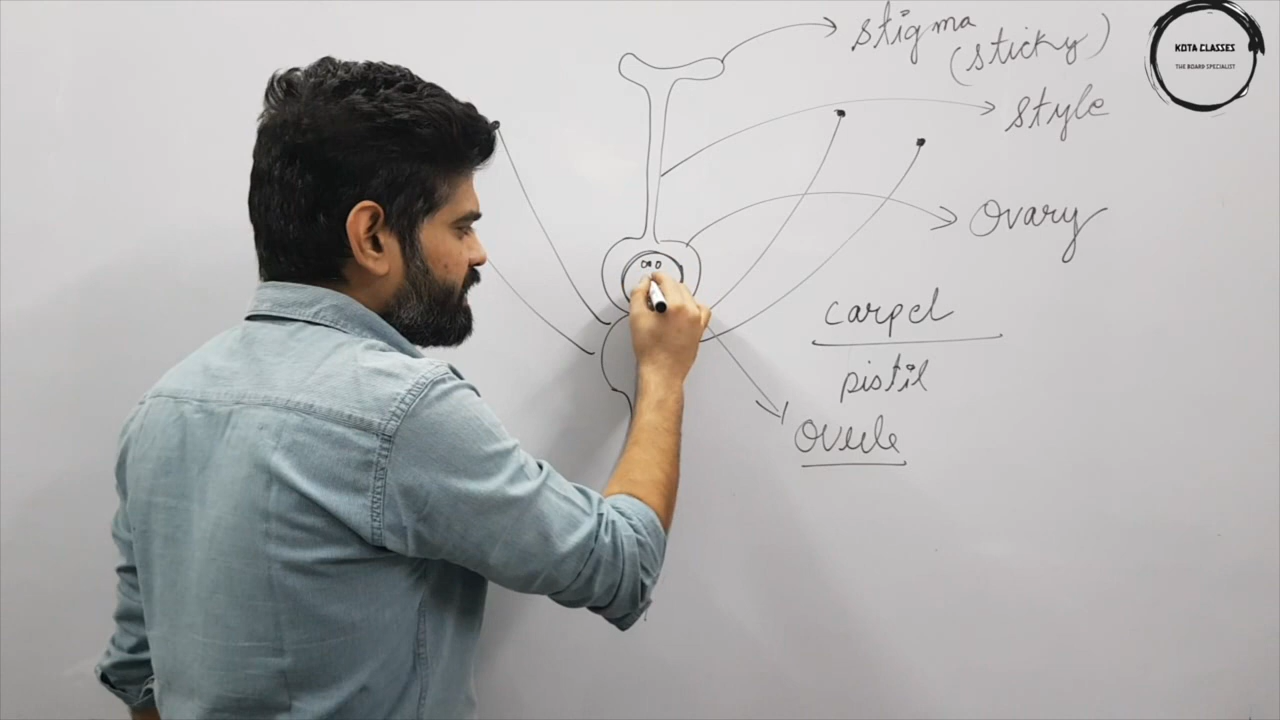 stigma
(sticky)
style
ovary
carpel
pistil
ovule
KOTA CLASSES
THE BOARD SPECIALIST